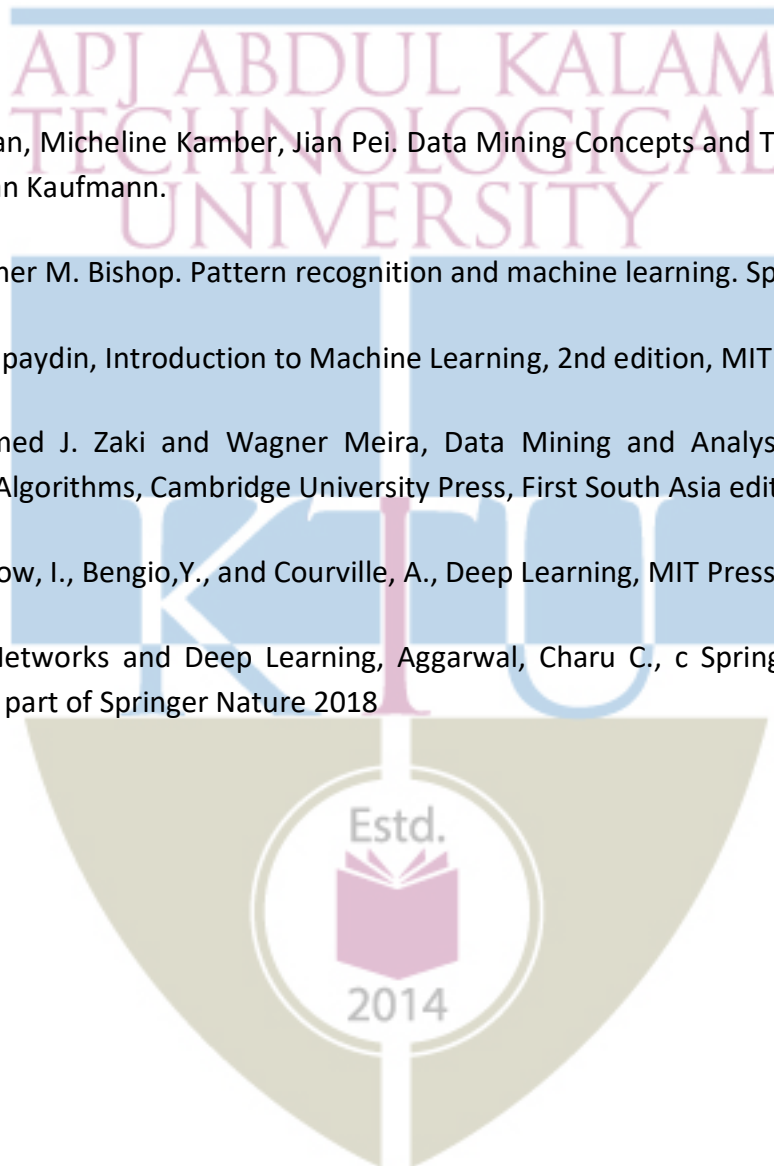 APJ ABDUL KALAM
TECHNOLOGICAL
UNIVERSITY
an, Micheline Kamber, Jian Pei. Data Mining Concepts and T
an Kaufmann.
her M. Bishop. Pattern recognition and machine learning. Sp
paydin, Introduction to Machine Learning, 2nd edition, MIT
med J. Zaki and Wagner Meira, Data Mining and Analys
Algorithms, Cambridge University Press, First South Asia edit
ow, I., Bengio,Y., and Courville, A., Deep Learning, MIT Press
Networks and Deep Learning, Aggarwal, Charu C., c Spring
part of Springer Nature 2018
KTU
Estd.
2014